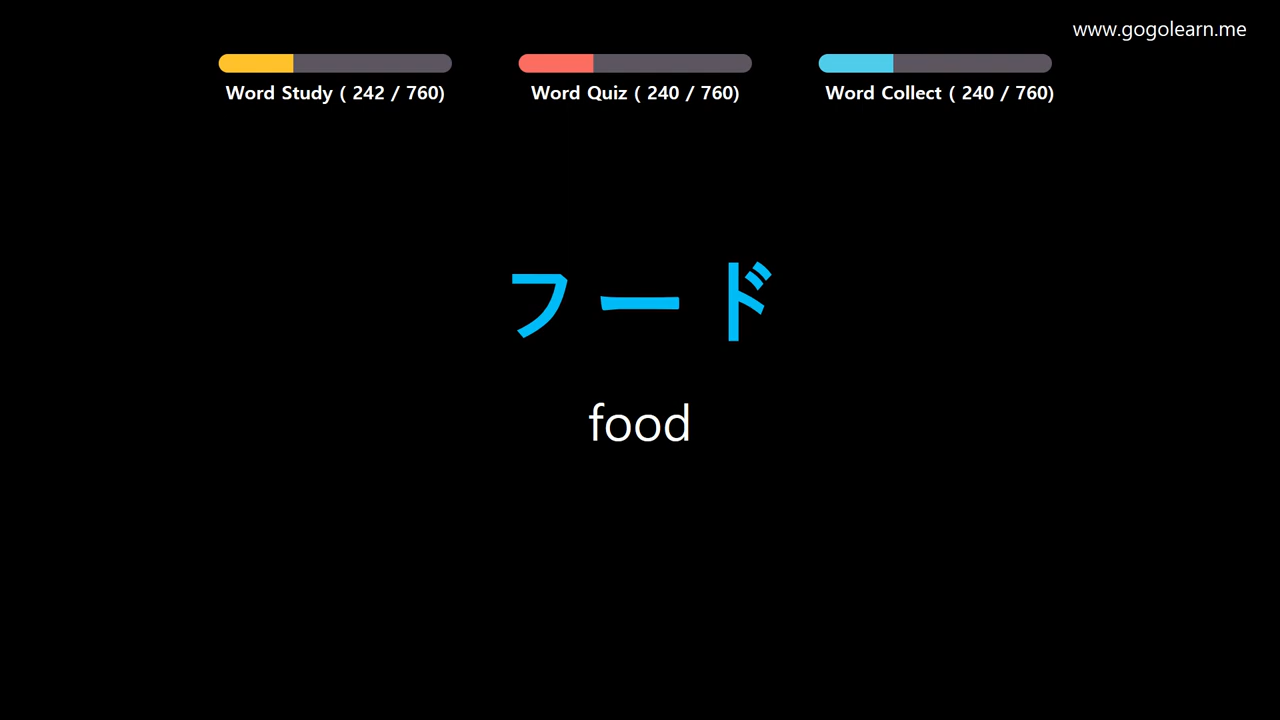 www.gogolearn.me
Word Study ( 242 / 760)
Word Quiz ( 240 / 760)
Word Collect ( 240 / 760)
フード
food